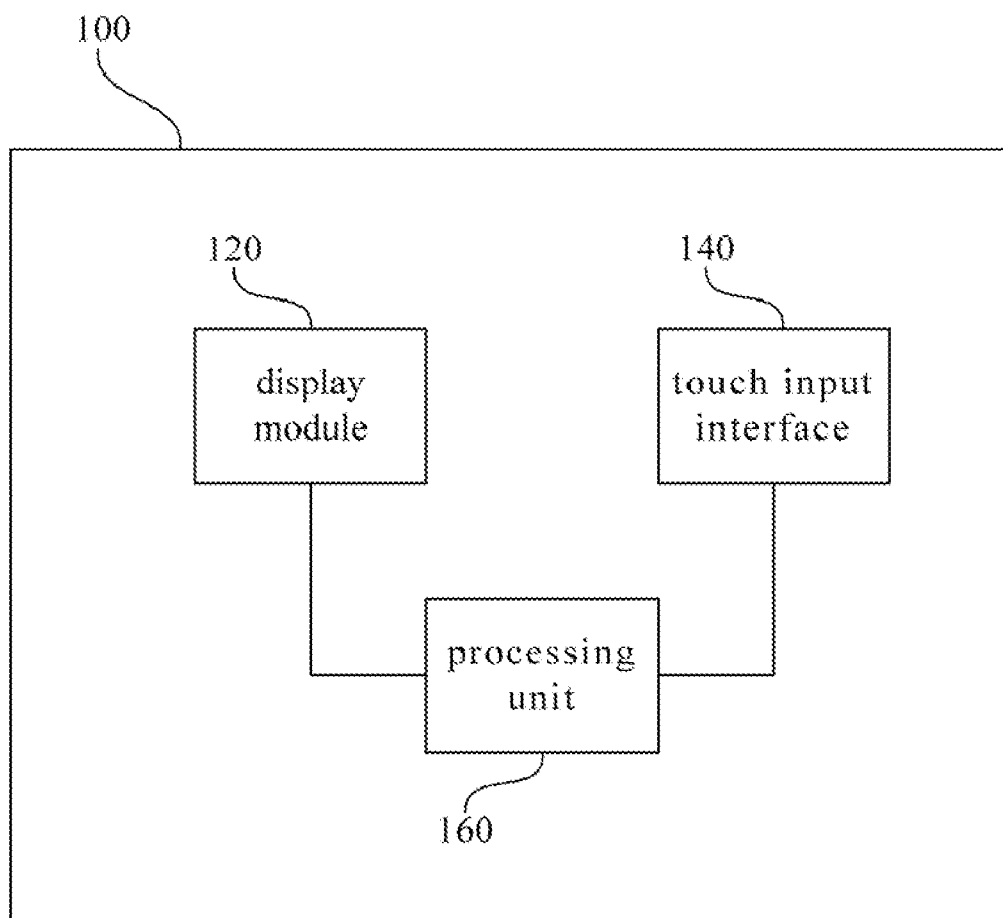 100
120
140
display
module
touch input
interface
processing
unit
160